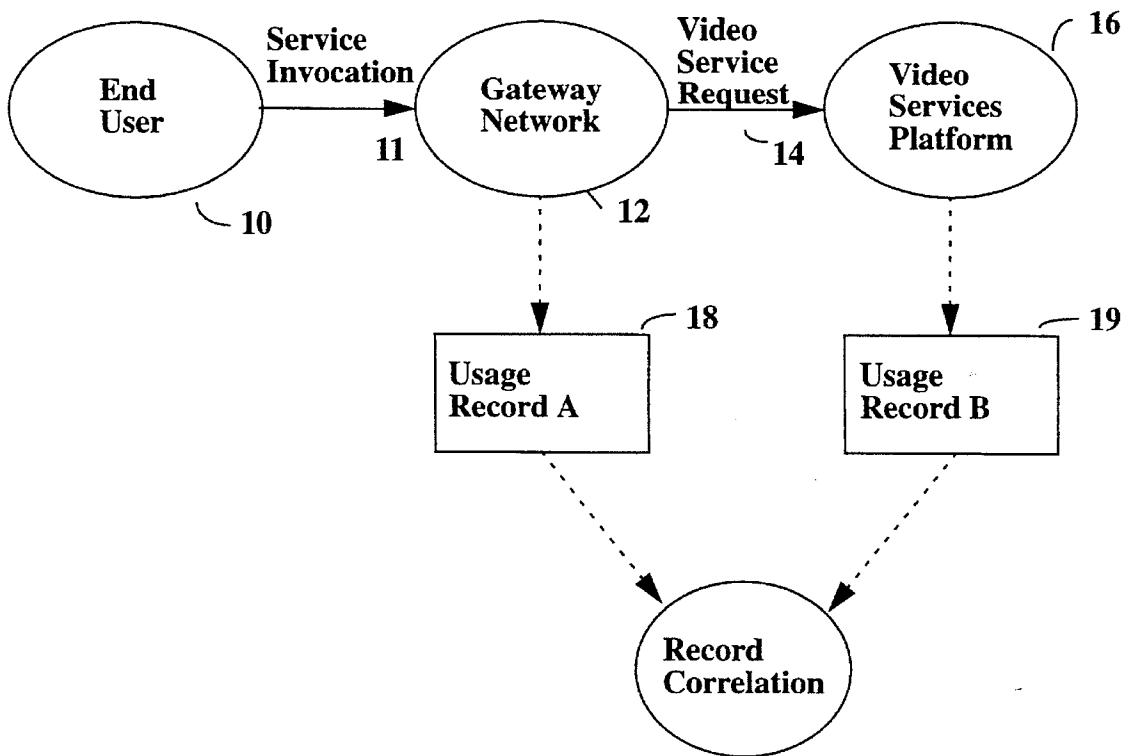 End
User
10
Service
Invocation
11
Gateway
Network
12
Video
Service
Request
14
Video
Services
Platform
16
Usage
Record A
18
Usage
Record B
19
Record
Correlation